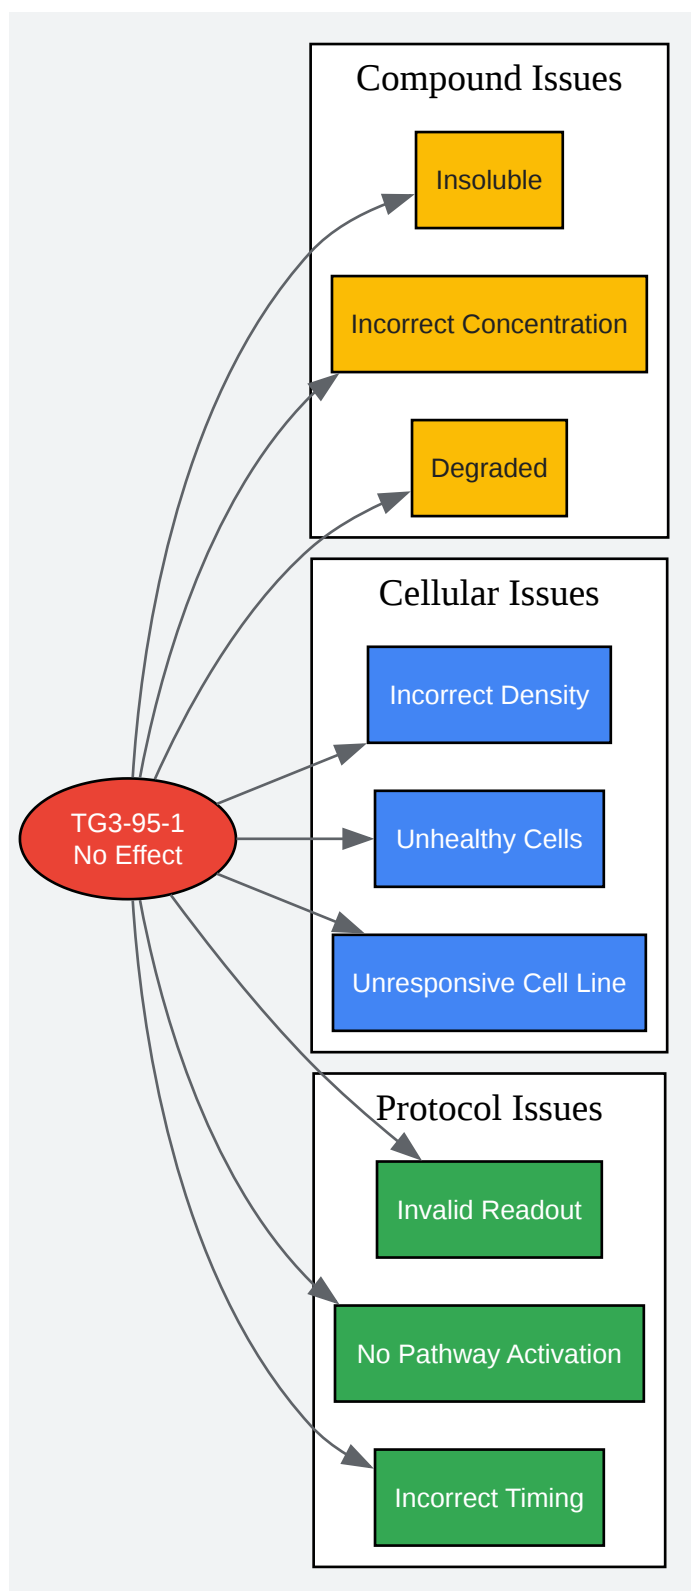 Compound Issues
Insoluble
Incorrect Concentration
Degraded
Cellular Issues
Incorrect Density
TG3-95-1
No Effect
Unhealthy Cells
Unresponsive Cell Line
Protocol Issues
Invalid Readout
No Pathway Activation
Incorrect Timing